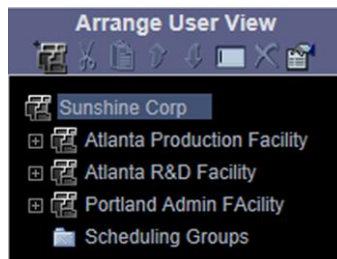 Arrange User View
Sunshine Corp
Atlanta Production Facility
Atlanta R&D Facility
Portland Admin FAcility
Scheduling Groups